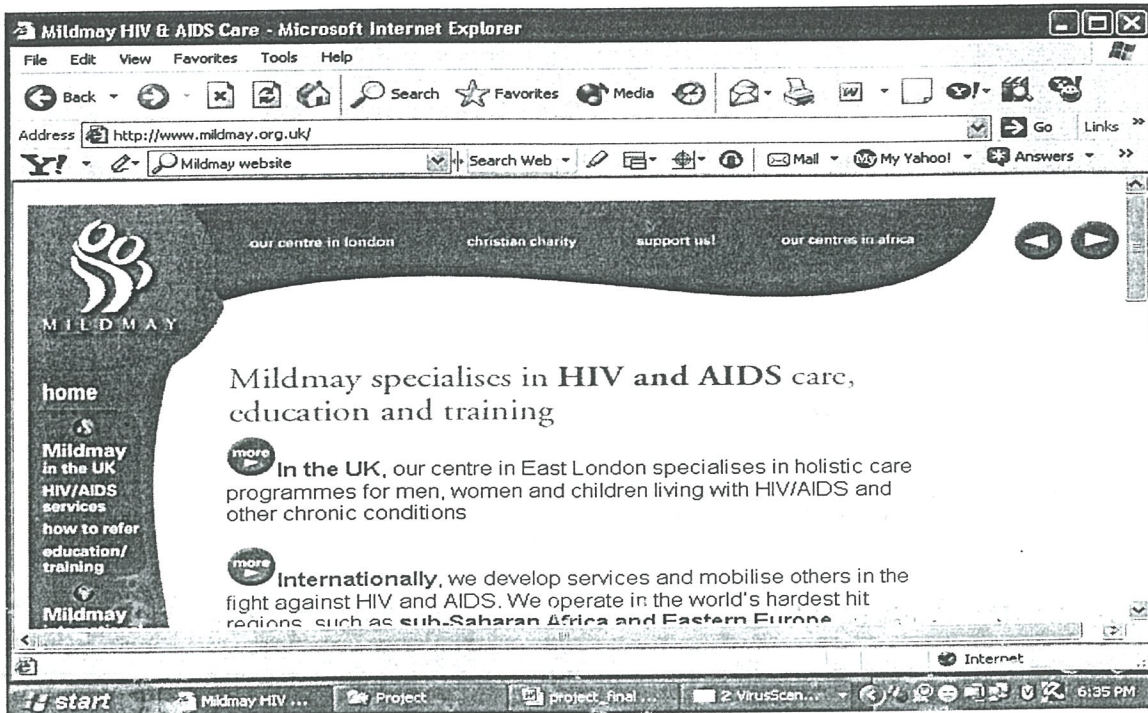 Mildmay HIV & AIDS Care - Microsoft Internet Explorer
File Edit View Favorites Tools Help
Back Search Favorites Media
Address http://www.mildmay.org.uk/ Go Links »
Y! Mildmay website Search Web Mail My Yahoo! Answers »
our centre in london christian charity support us! our centres in africa
MILDMAY
home
Mildmay
in the UK
HIV/AIDS
services
how to refer
education/
training
Mildmay
Mildmay specialises in HIV and AIDS care,
education and training
more
In the UK, our centre in East London specialises in holistic care
programmes for men, women and children living with HIV/AIDS and
other chronic conditions
more
Internationally, we develop services and mobilise others in the
fight against HIV and AIDS. We operate in the world's hardest hit
regions, such as sub-Saharan Africa and Eastern Europe
Internet
start Mildmay HIV ... Project project_final ... 2 VirusScan... 6:35 PM